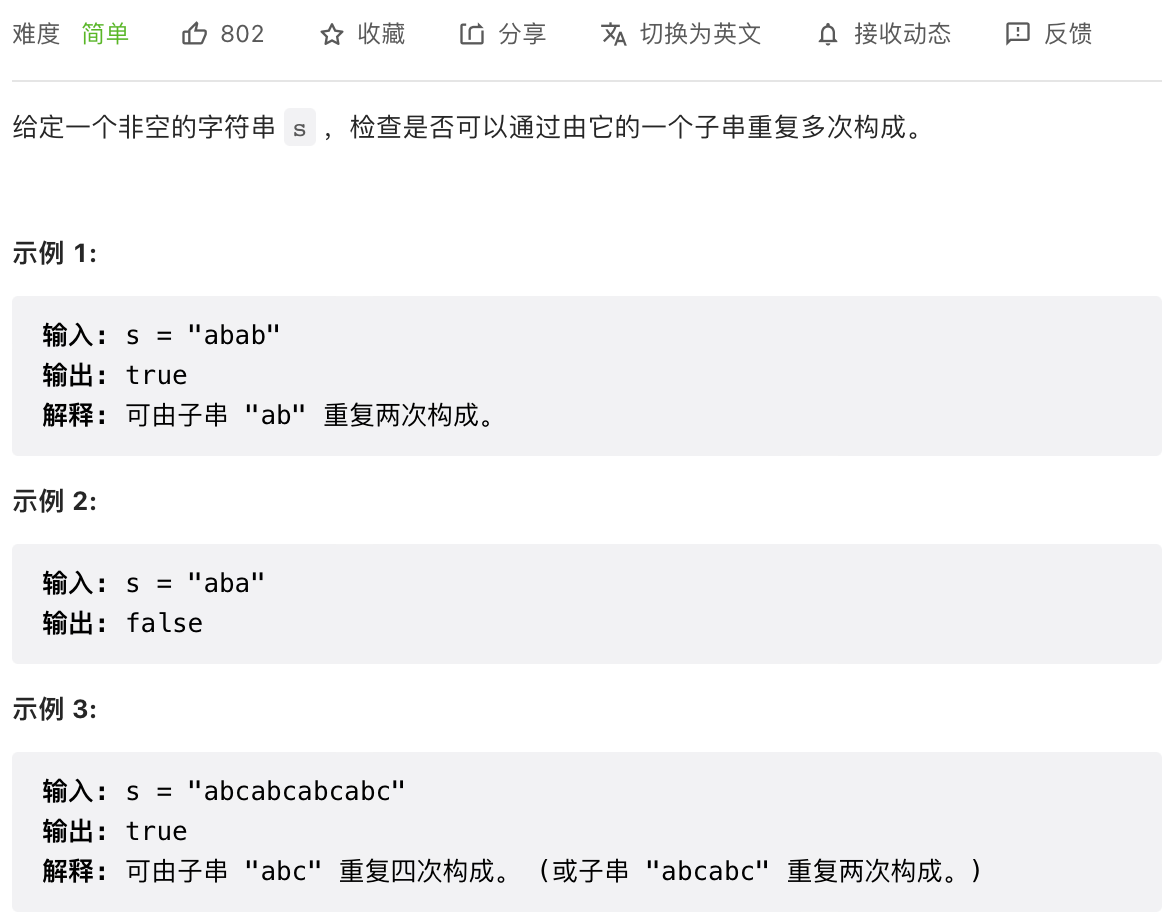 难度 简单 802 收藏 分享 切换为英文 接收动态 反馈
给定一个非空的字符串 s ，检查是否可以通过由它的一个子串重复多次构成。
示例 1:
输入: s = "abab"
输出: true
解释: 可由子串 "ab" 重复两次构成。
示例 2:
输入: s = "aba"
输出: false
示例 3:
输入: s = "abcabcabcabc"
输出: true
解释: 可由子串 "abc" 重复四次构成。 (或子串 "abcabc" 重复两次构成。)